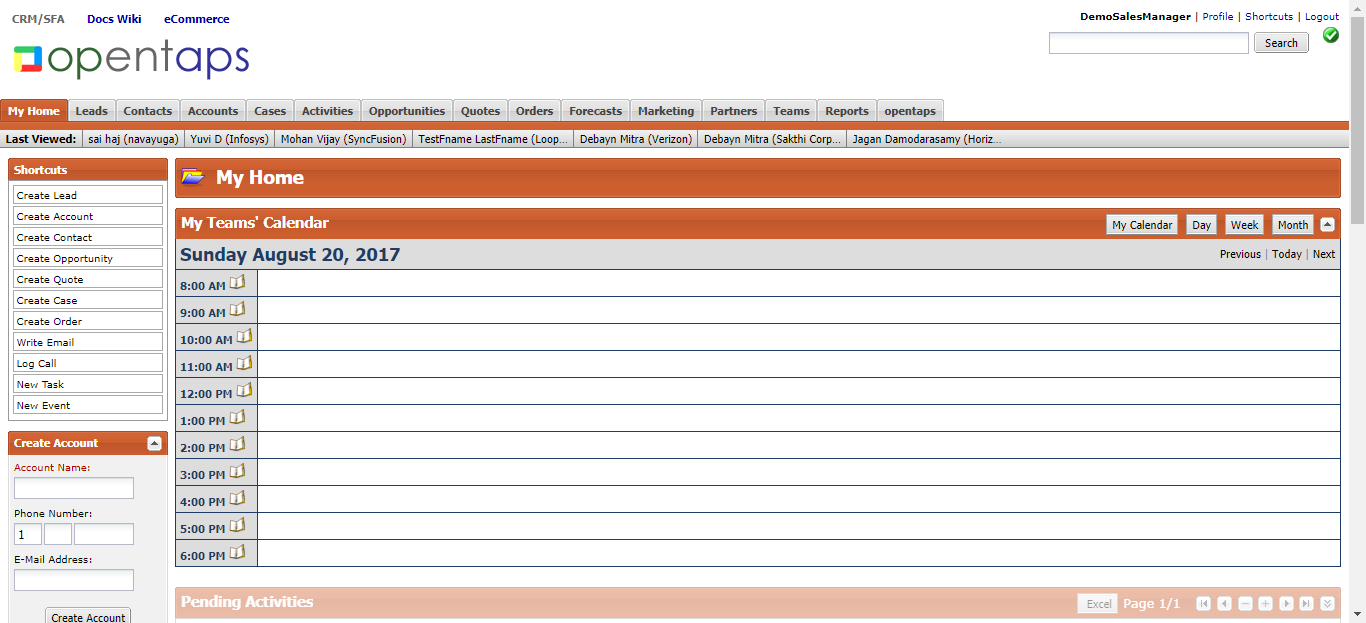 CRM/SFA Docs Wiki eCommerce
DemoSalesManager | Profile | Shortcuts | Logout
opentaps
Search
My Home Leads Contacts Accounts Cases Activities Opportunities Quotes Orders Forecasts Marketing Partners Teams Reports opentaps
Last Viewed: sai haj (navayuga) Yuvi D (Infosys) Mohan Vijay (SyncFusion) TestFname LastFname (Loop... Debayn Mitra (Verizon) Debayn Mitra (Sakthi Corp... Jagan Damodarasamy (Horiz...
Shortcuts
Create Lead
Create Account
Create Contact
Create Opportunity
Create Quote
Create Case
Create Order
Write Email
Log Call
New Task
New Event
Create Account
Account Name:
Phone Number:
1
E-Mail Address:
Create Account
My Home
My Teams' Calendar
My Calendar Day Week Month
Sunday August 20, 2017
Previous | Today | Next
8:00 AM
9:00 AM
10:00 AM
11:00 AM
12:00 PM
1:00 PM
2:00 PM
3:00 PM
4:00 PM
5:00 PM
6:00 PM
Pending Activities
Excel Page 1/1